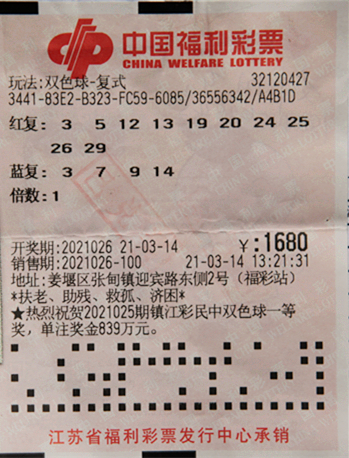 中国福利彩票
CHINA WELFARE LOTTERY
玩法:双色球-复式 32120427
3441-83E2-B323-FC59-6085/36556342/A4B1D
红复: 3 5 12 13 19 20 24 25
26 29
蓝复: 3 7 9 14
倍数:1
开奖期:2021026 21-03-14 ¥:1680
销售期:2021026-100 21-03-14 13:21:31
地址:姜堰区张甸镇迎宾路东侧2号（福彩站）
*扶老、助残、救孤、济困*
★热烈祝贺2021025期镇江彩民中双色球一等
奖，单注奖金839万元。
江苏省福利彩票发行中心承销